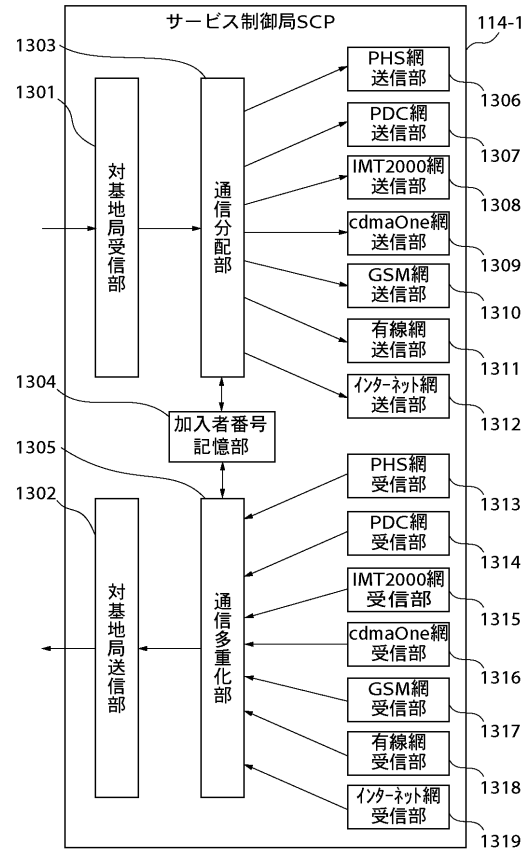 サービス制御局SCP
114-1
1303
1301
対基地局受信部
通信分配部
PHS網
送信部
1306
PDC網
送信部
1307
IMT2000網
送信部
1308
cdmaOne網
送信部
1309
GSM網
送信部
1310
有線網
送信部
1311
インターネット網
送信部
1312
1304
加入者番号
記憶部
1305
1302
対基地局送信部
通信多重化部
PHS網
受信部
1313
PDC網
受信部
1314
IMT2000網
受信部
1315
cdmaOne網
受信部
1316
GSM網
受信部
1317
有線網
受信部
1318
インターネット網
受信部
1319